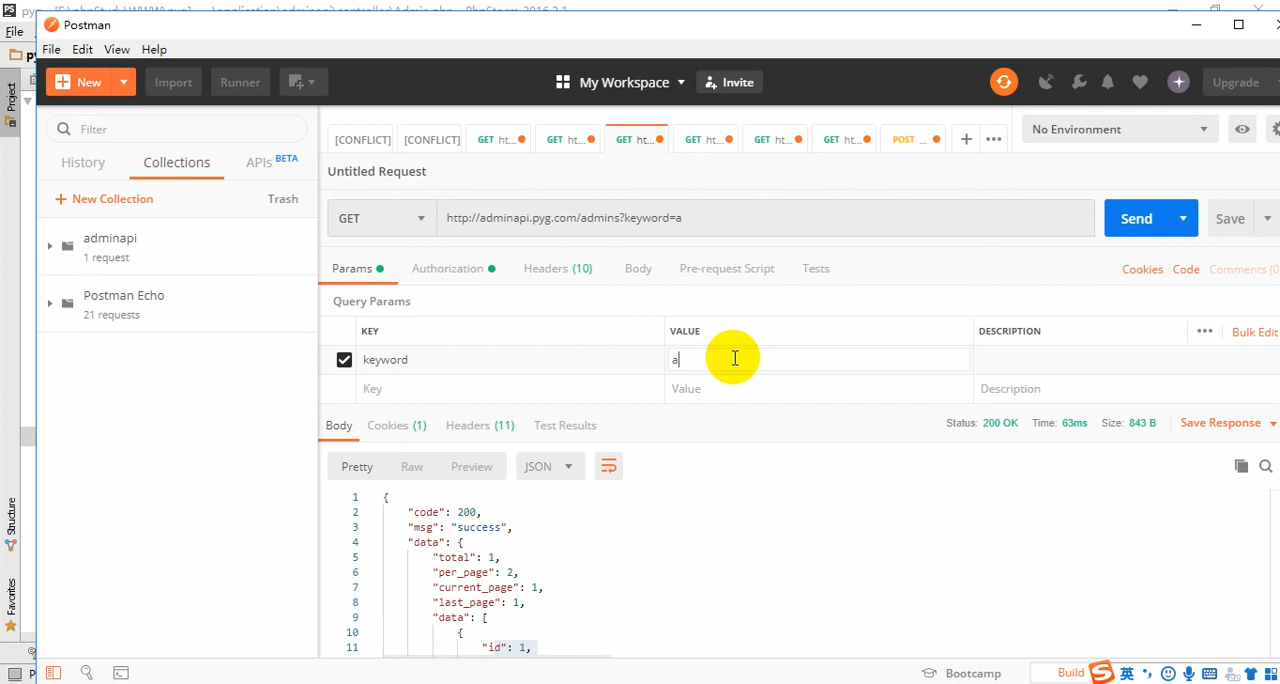 Postman
File Edit View Help
File
New Import Runner My Workspace Invite Upgrade
Project
Filter
History Collections APIs BETA
New Collection Trash
adminapi
1 request
Postman Echo
21 requests
[CONFLICT] [CONFLICT] GET ht... GET ht... GET ht... GET ht... GET ht... GET ht... POST ... No Environment
Untitled Request
GET http://adminapi.pyg.com/admins?keyword=a Send Save
Params Authorization Headers (10) Body Pre-request Script Tests Cookies Code Comments (0
Query Params
KEY VALUE DESCRIPTION Bulk Edit
keyword a
Key Value Description
Body Cookies (1) Headers (11) Test Results Status: 200 OK Time: 63ms Size: 843 B Save Response
Pretty Raw Preview JSON
1 {
2 "code": 200,
3 "msg": "success",
4 "data": {
5 "total": 1,
6 "per_page": 2,
7 "current_page": 1,
8 "last_page": 1,
9 "data": [
10 {
11 "id": 1,
Structure
Favorites
Bootcamp Build 英